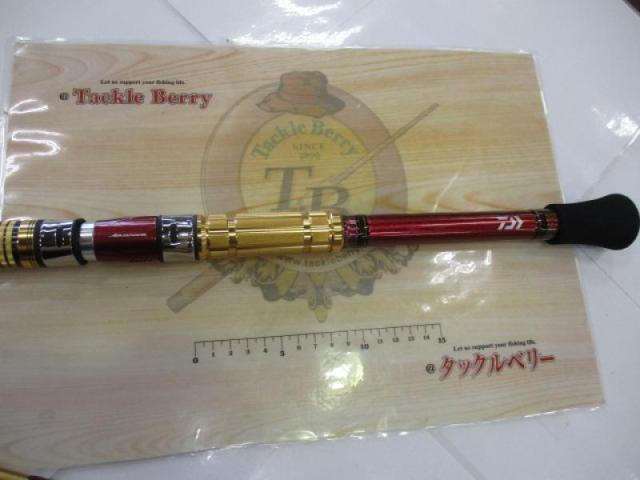 Let us support your fishing life.
@ Tackle Berry
Tackle Berry
SINCE
TB
0 1 2 3 4 5 6 7 8 9 10 11 12 13 14 15
Let us support your fishing life.
@ タックルベリー